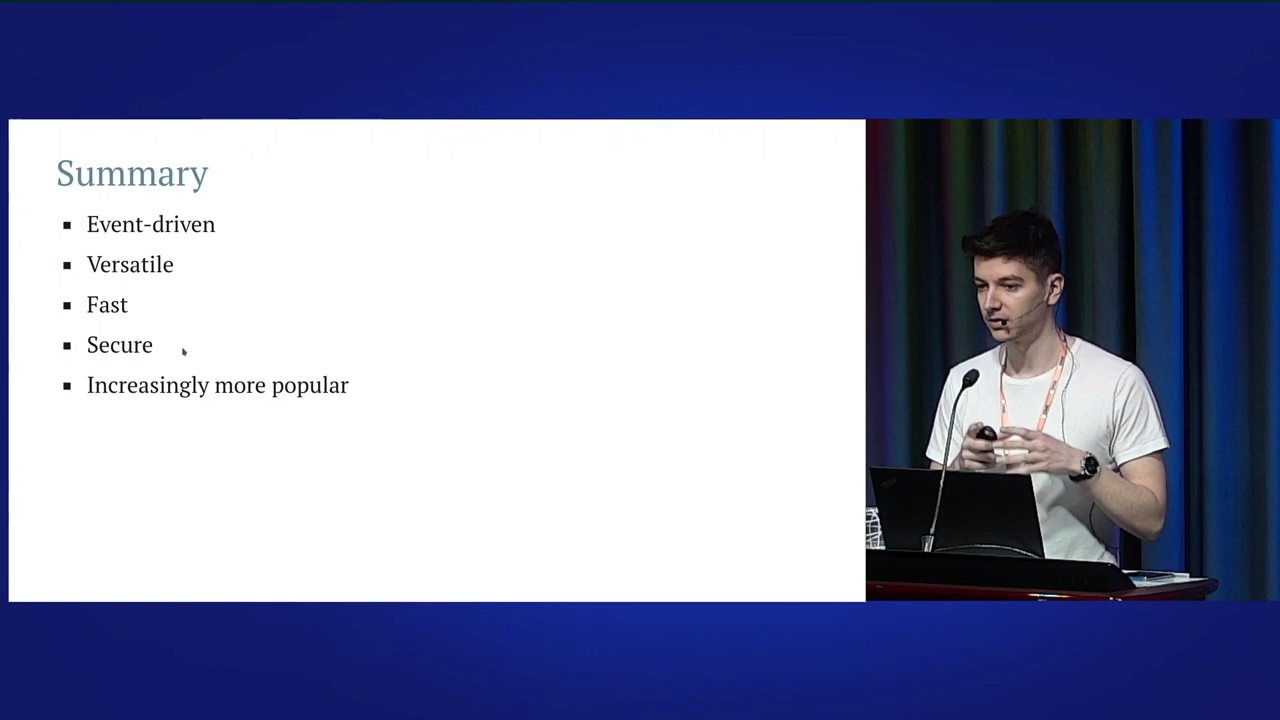 Summary
Event-driven
Versatile
Fast
Secure
Increasingly more popular